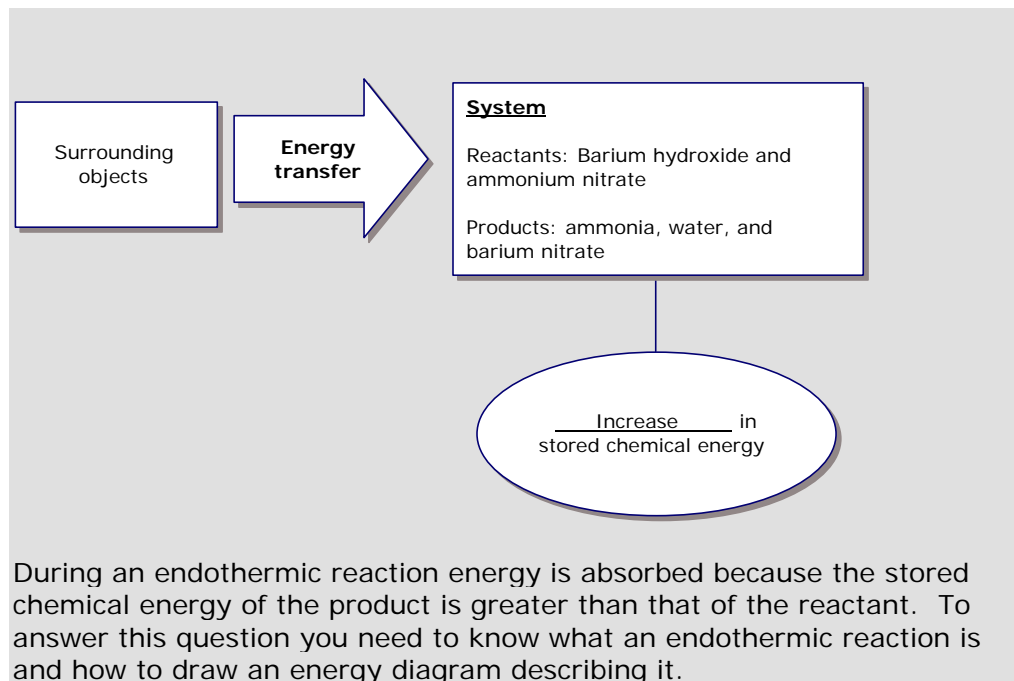 Surrounding
objects
Energy
transfer
System
Reactants: Barium hydroxide and
ammonium nitrate
Products: ammonia, water, and
barium nitrate
Increase in
stored chemical energy
During an endothermic reaction energy is absorbed because the stored
chemical energy of the product is greater than that of the reactant. To
answer this question you need to know what an endothermic reaction is
and how to draw an energy diagram describing it.